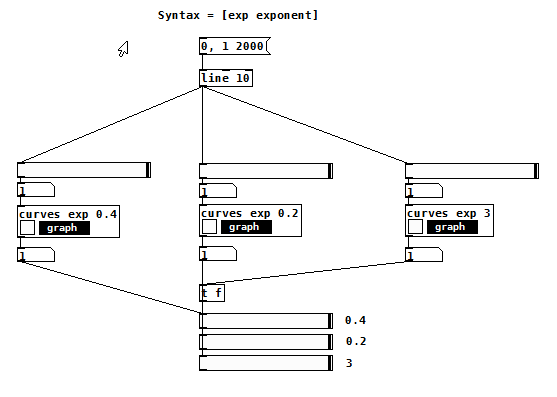 Syntax = [exp exponent]
0, 1 2000
line 10
1
1
1
curves exp 0.4
graph
curves exp 0.2
graph
curves exp 3
graph
1
1
1
t f
0.4
0.2
3